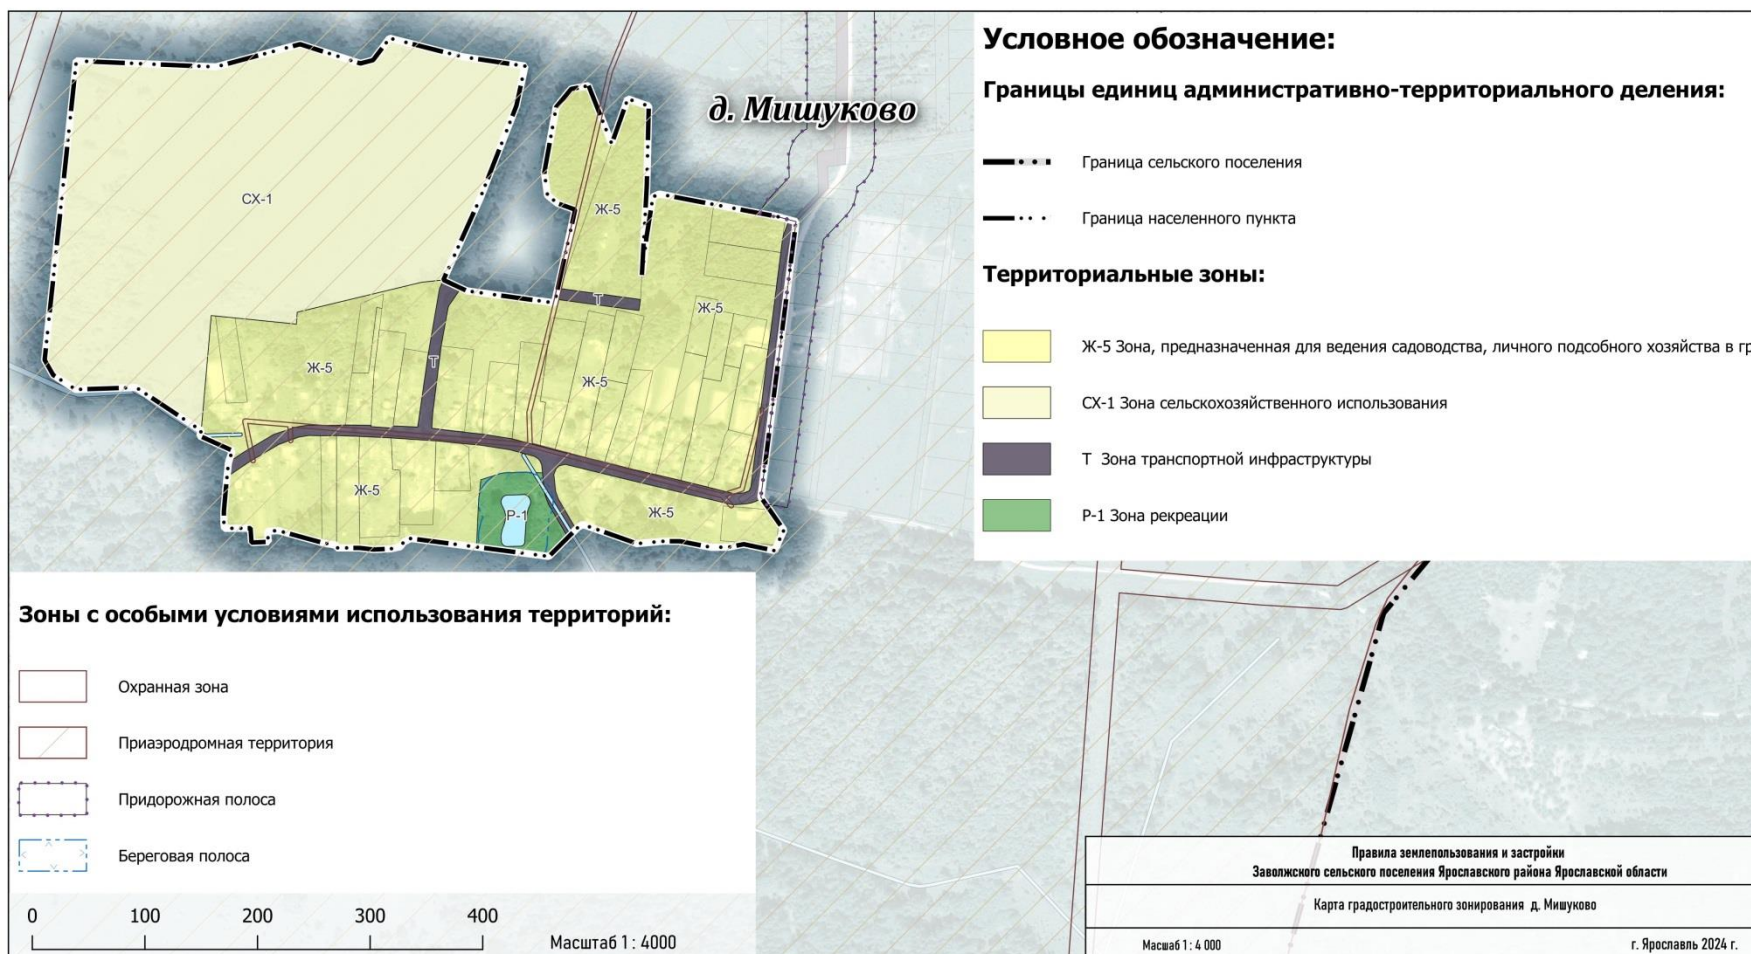 д. Мишуково
СХ-1
Ж-5
Ж-5
Т
Т
Ж-5
Ж-5
Ж-5
Ж-5
Р-1
Ж-5
Условное обозначение:
Границы единиц административно-территориального деления:
Граница сельского поселения
Граница населенного пункта
Территориальные зоны:
Ж-5 Зона, предназначенная для ведения садоводства, личного подсобного хозяйства в гр
СХ-1 Зона сельскохозяйственного использования
Т Зона транспортной инфраструктуры
Р-1 Зона рекреации
Зоны с особыми условиями использования территорий:
Охранная зона
Приаэродромная территория
Придорожная полоса
Береговая полоса
0 100 200 300 400
Масштаб 1 : 4000
Правила землепользования и застройки
Заволжского сельского поселения Ярославского района Ярославской области
Карта градостроительного зонирования д. Мишуково
Масшаб 1 : 4 000 г. Ярославль 2024 г.